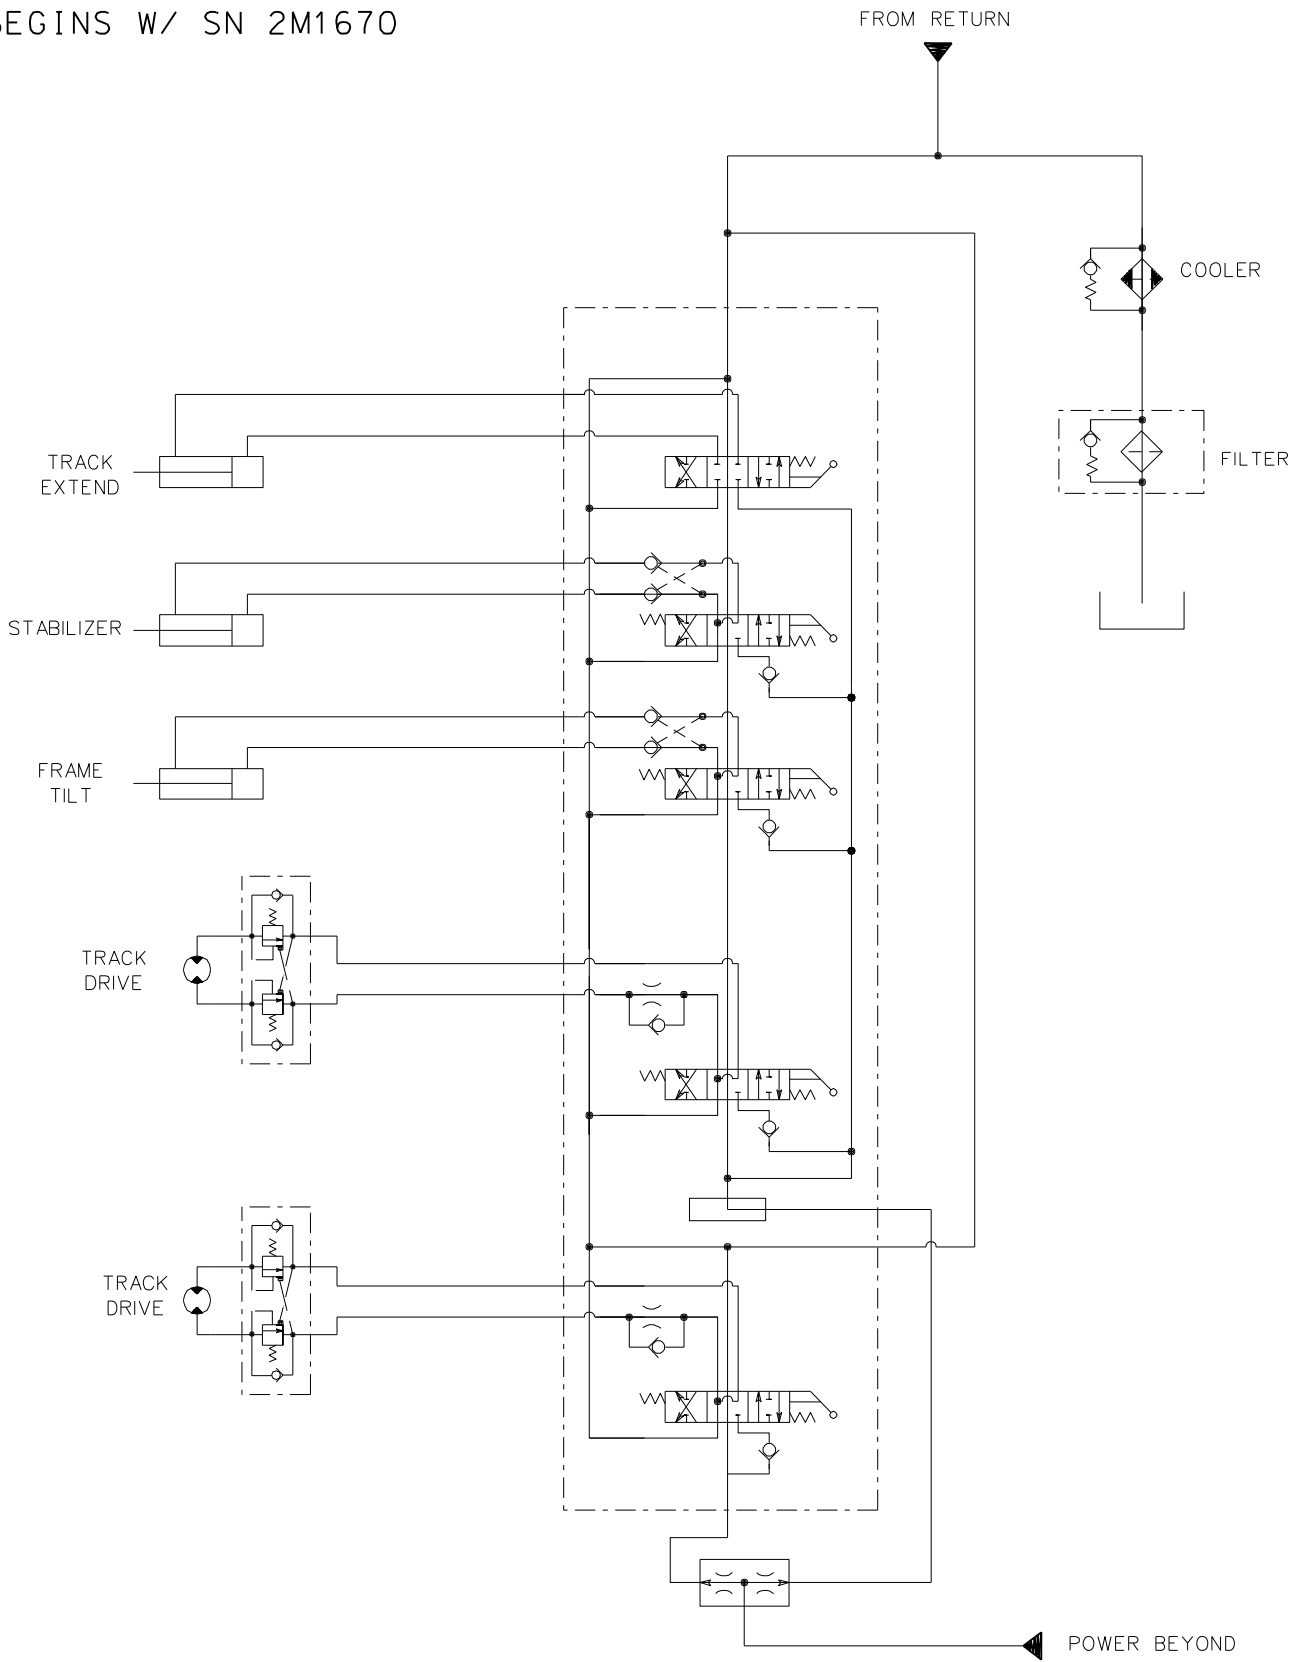 EGINS W/ SN 2M1670
FROM RETURN
COOLER
TRACK
EXTEND
FILTER
STABILIZER
FRAME
TILT
TRACK
DRIVE
TRACK
DRIVE
POWER BEYOND